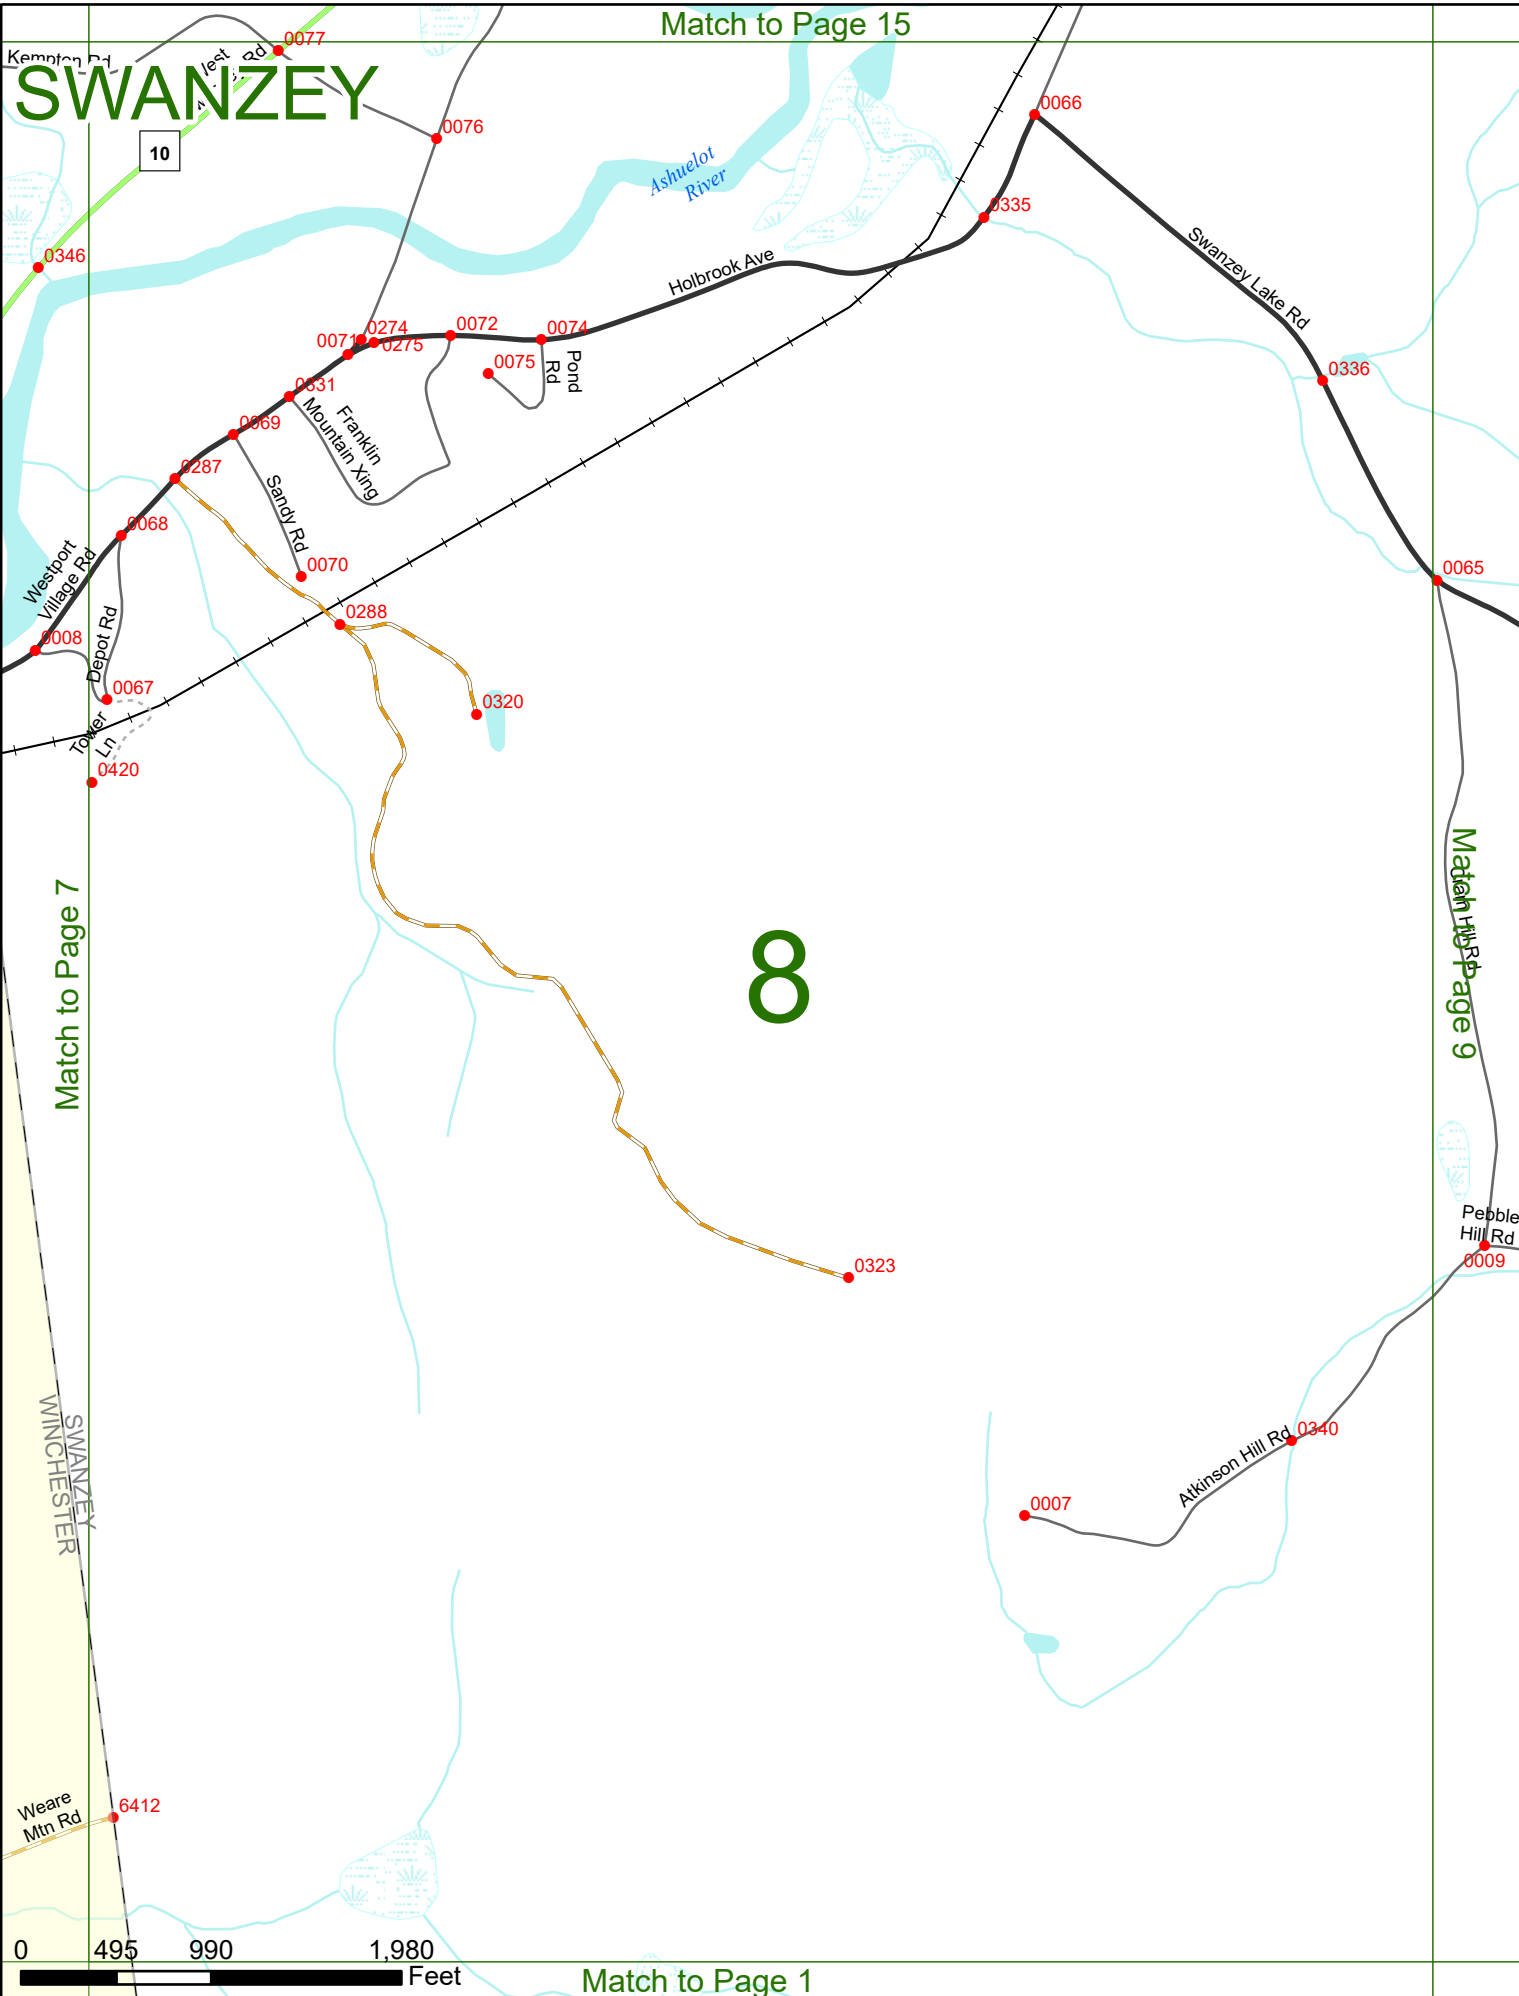 Match to Page 15
Kempton Rd
0077
SWANZEY
10
0076
0066
Ashuelot
River
0335
0346
Holbrook Ave
Swanzey Lake Rd
0274
0071
0275
0072
0074
0075
Pond
Rd
0336
0331
Franklin
Mountain Xing
0069
0287
Sandy Rd
0068
0070
Westport
Village Rd
0065
0288
0008
Depot Rd
0067
0320
Tower
Ln
0420
Match to Page 7
8
Match to Page 9
Pebble
Hill Rd
0009
0323
SWANZEY
WINCHESTER
0340
Atkinson Hill Rd
0007
Weare
Mtn Rd
6412
0 495 990 1,980
Feet
Match to Page 1